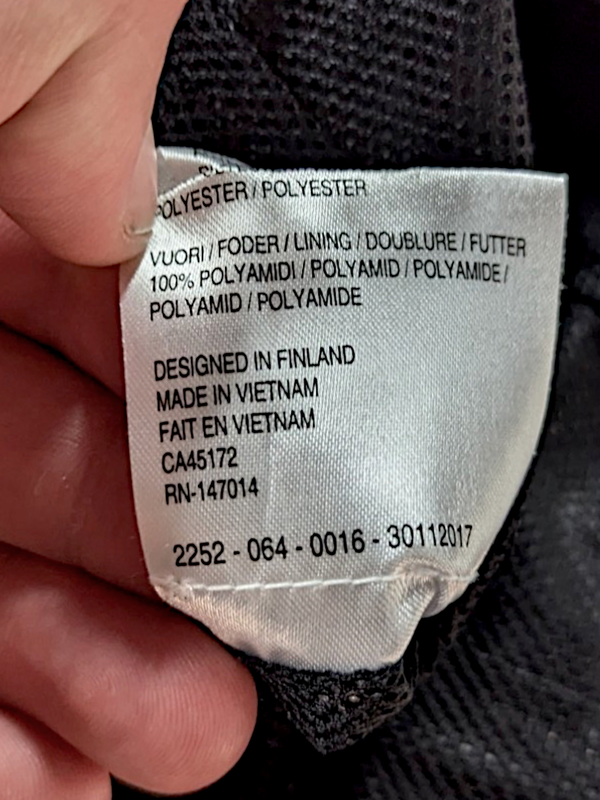 POLYESTER / POLYESTER
VUORI / FODER / LINING / DOUBLURE / FUTTER
100% POLYAMIDI / POLYAMID / POLYAMIDE /
POLYAMID / POLYAMIDE
DESIGNED IN FINLAND
MADE IN VIETNAM
FAIT EN VIETNAM
CA45172
RN-147014
2252 - 064 - 0016 - 30112017